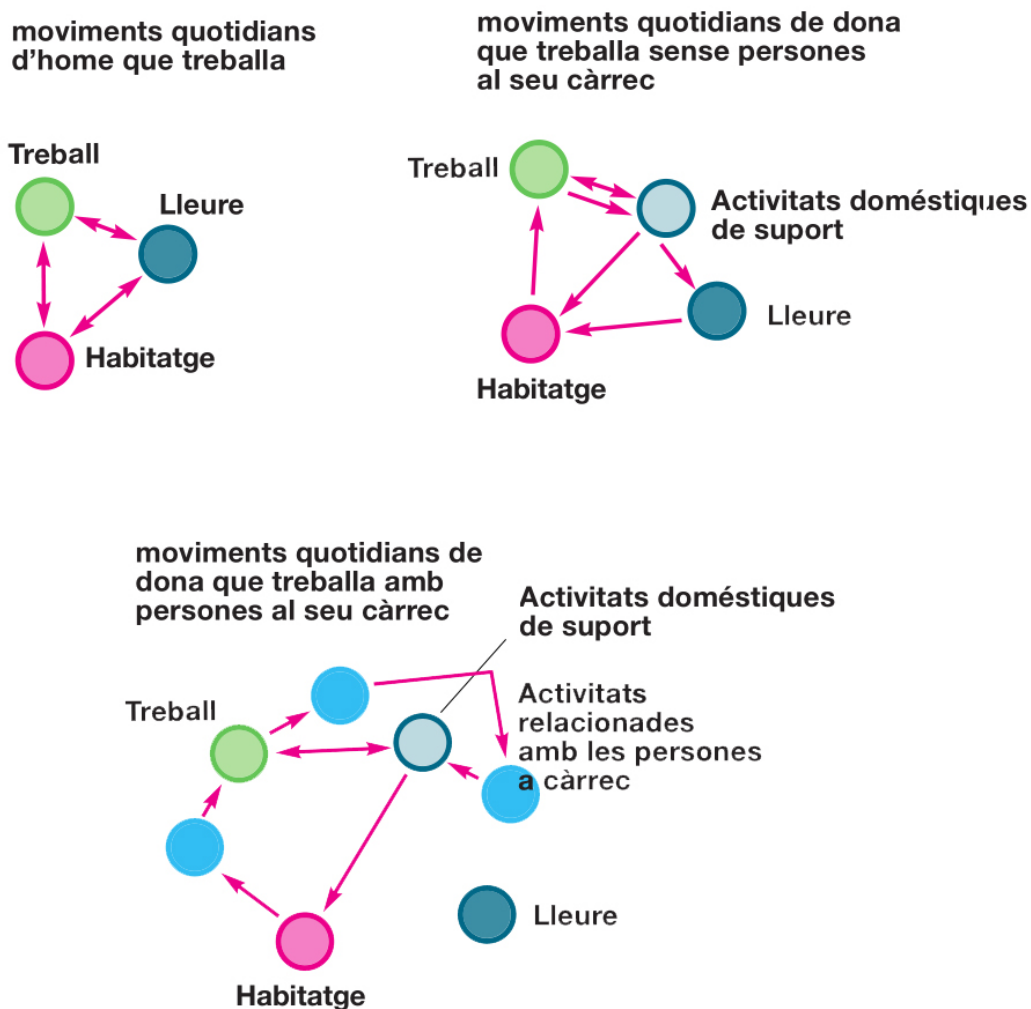 moviments quotidians
d'home que treballa
Treball
Lleure
Habitatge
moviments quotidians de dona
que treballa sense persones
al seu càrrec
Treball
Activitats doméstiques
de suport
Lleure
Habitatge
moviments quotidians de
dona que treballa amb
persones al seu càrrec
Activitats doméstiques
de suport
Treball
Activitats
relacionades
amb les persones
a càrrec
Lleure
Habitatge